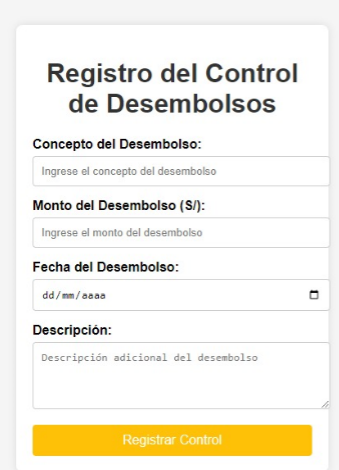 Registro del Control
de Desembolsos
Concepto del Desembolso:
Ingrese el concepto del desembolso
Monto del Desembolso (S/):
Ingrese el monto del desembolso
Fecha del Desembolso:
dd/mm/aaaa
Descripción:
Descripción adicional del desembolso
Registrar Control